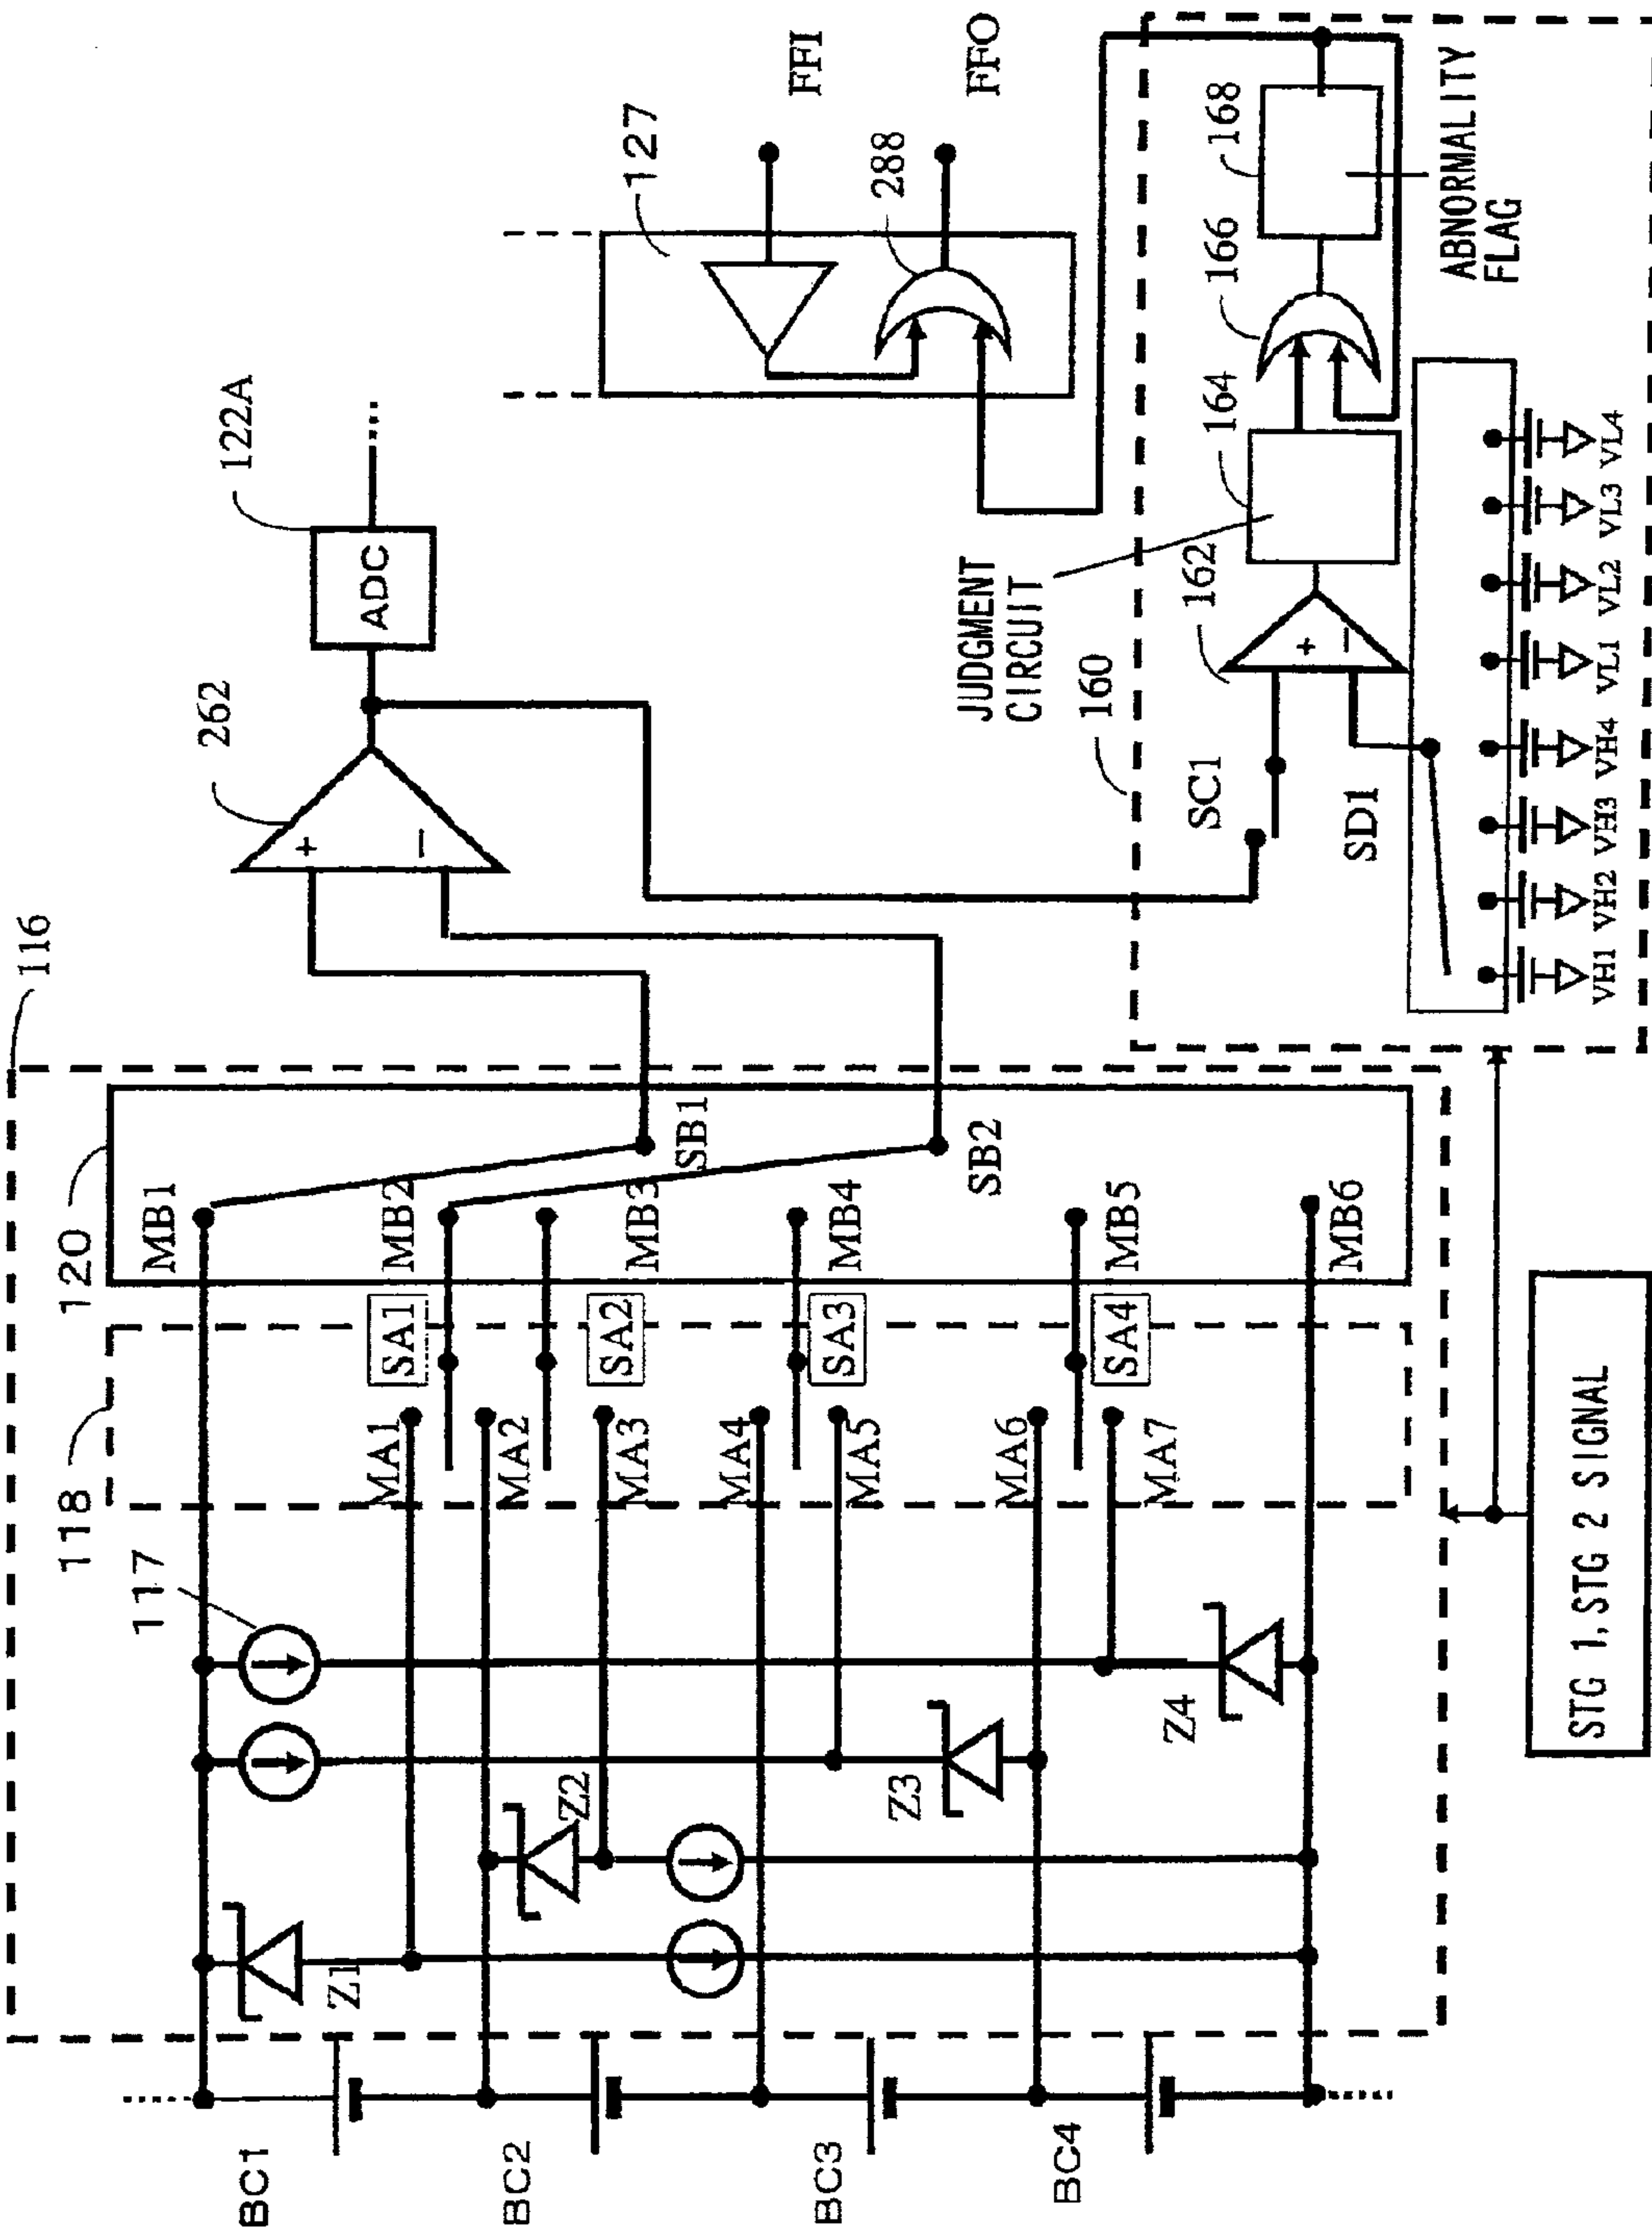 116
120
118
117
MB1
MB2
MB3
MB4
MB5
MB6
SB1
SB2
SA1
SA2
SA3
SA4
MA1
MA2
MA3
MA4
MA5
MA6
MA7
Z1
Z2
Z3
Z4
BC1
BC2
BC3
BC4
262
+
−
122A
ADC
127
FFI
288
FFO
160
SC1
SD1
162
+
−
JUDGMENT
CIRCUIT
164
166
168
ABNORMALITY
FLAG
VH1
VH2
VH3
VH4
VL1
VL2
VL3
VL4
STG 1, STG 2 SIGNAL